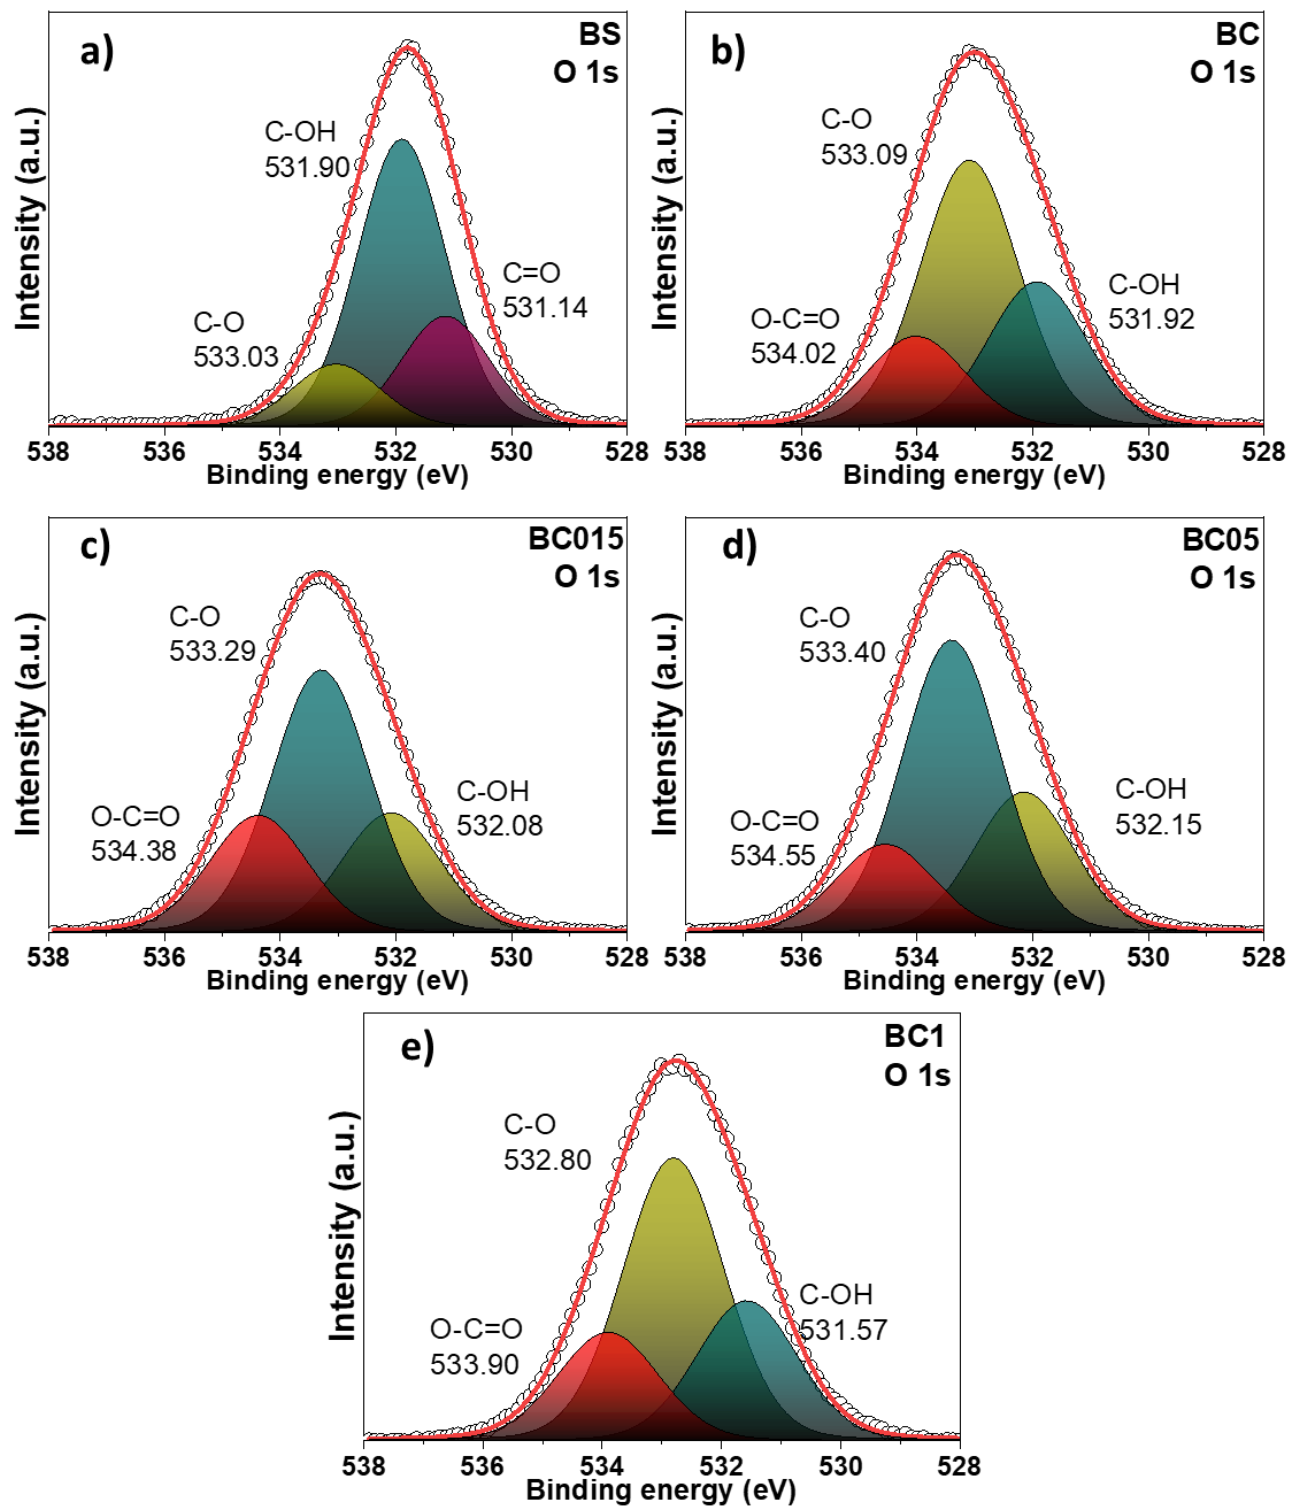 a)
BS
O 1s
C-OH
531.90
C=O
531.14
C-O
533.03
Intensity (a.u.)
538 536 534 532 530 528
Binding energy (eV)
b)
BC
O 1s
C-O
533.09
C-OH
531.92
O-C=O
534.02
Intensity (a.u.)
538 536 534 532 530 528
Binding energy (eV)
c)
BC015
O 1s
C-O
533.29
C-OH
532.08
O-C=O
534.38
Intensity (a.u.)
538 536 534 532 530 528
Binding energy (eV)
d)
BC05
O 1s
C-O
533.40
C-OH
532.15
O-C=O
534.55
Intensity (a.u.)
538 536 534 532 530 528
Binding energy (eV)
e)
BC1
O 1s
C-O
532.80
C-OH
531.57
O-C=O
533.90
Intensity (a.u.)
538 536 534 532 530 528
Binding energy (eV)